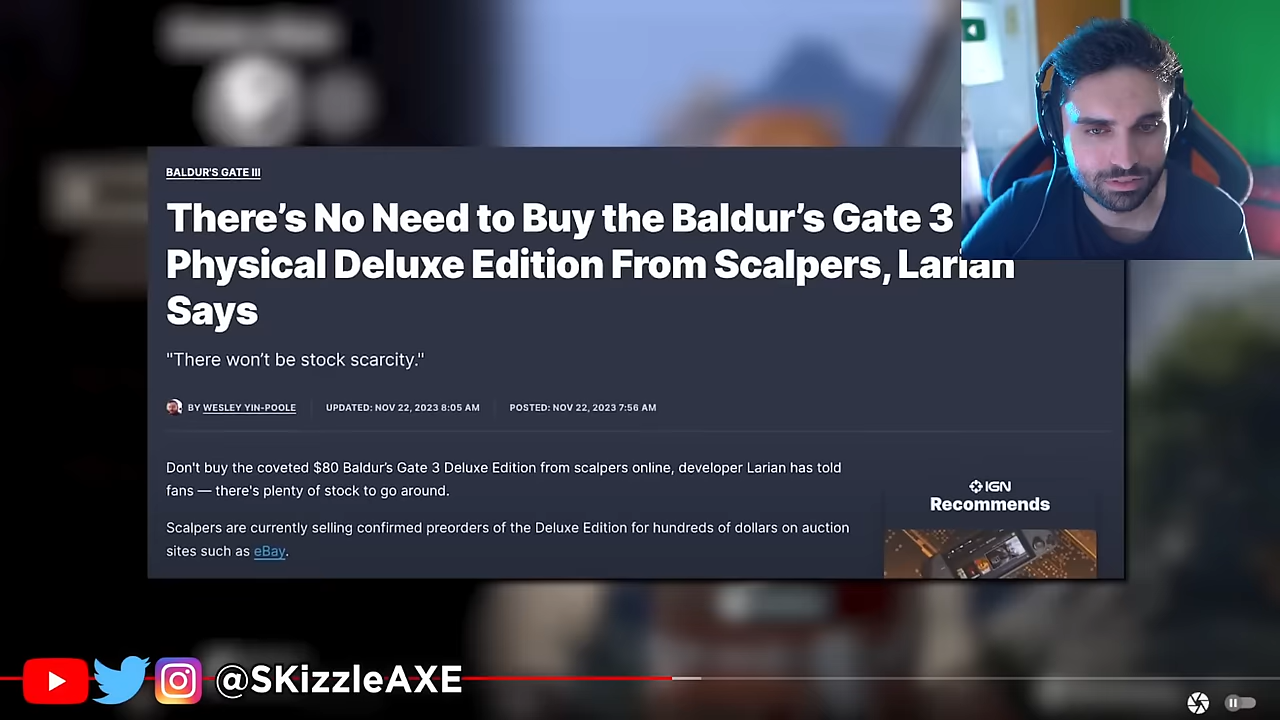 BALDUR'S GATE III
There's No Need to Buy the Baldur's Gate 3
Physical Deluxe Edition From Scalpers, Larian
Says
"There won't be stock scarcity."
BY WESLEY YIN-POOLE
UPDATED: NOV 22, 2023 8:05 AM
POSTED: NOV 22, 2023 7:56 AM
Don't buy the coveted $80 Baldur's Gate 3 Deluxe Edition from scalpers online, developer Larian has told
fans — there's plenty of stock to go around.
Scalpers are currently selling confirmed preorders of the Deluxe Edition for hundreds of dollars on auction
sites such as eBay.
IGN
Recommends
@SKizzleAXE